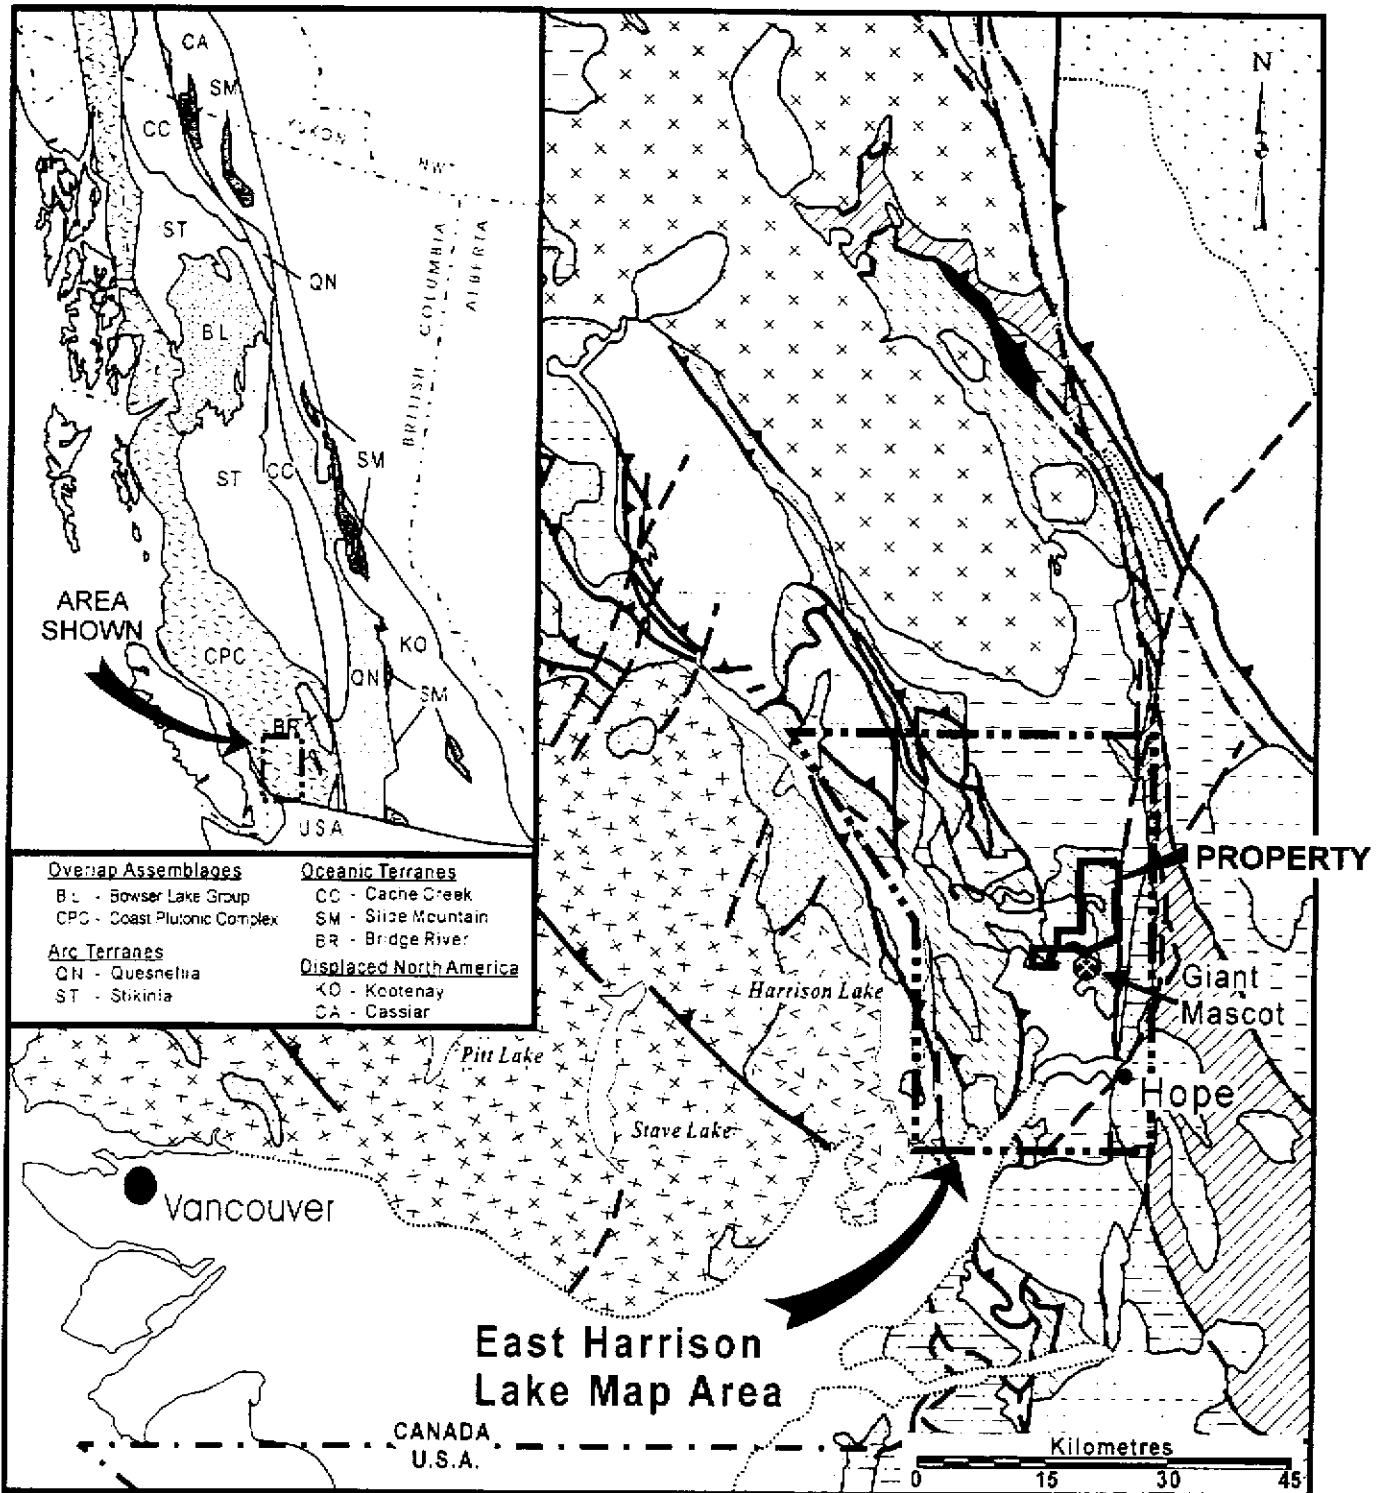 CA
SM
CC
YUKON
NWT
N
ST
QN
BRITISH COLUMBIA
ALBERTA
BL
ST
CC
SM
AREA
SHOWN
CPC
KO
QN
SM
BR
USA
Overlap Assemblages
BL - Bowser Lake Group
CPC - Coast Plutonic Complex
Arc Terranes
QN - Quesnellia
ST - Stikinia
Oceanic Terranes
CC - Cache Creek
SM - Slide Mountain
BR - Bridge River
Displaced North America
KO - Kootenay
CA - Cassiar
PROPERTY
Giant
Mascot
Harrison Lake
Pitt Lake
Stave Lake
Hope
Vancouver
East Harrison
Lake Map Area
CANADA
U.S.A.
Kilometres
0 15 30 45